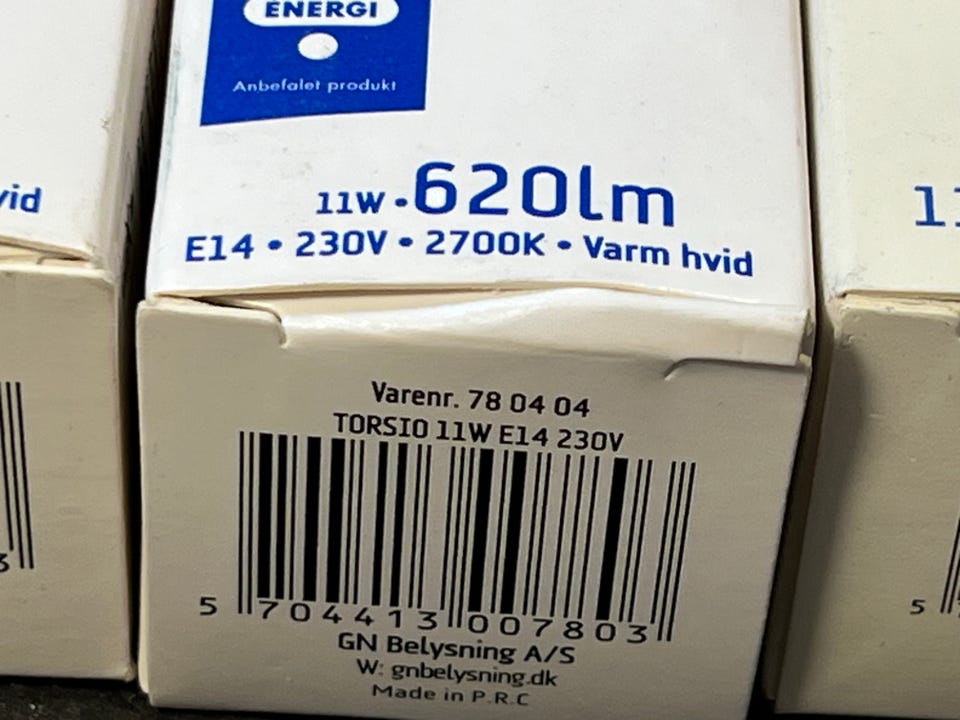 ENERGI
Anbefalet produkt
11W • 620lm
E14 • 230V • 2700K • Varm hvid
Varenr. 78 04 04
TORSIO 11W E14 230V
5 704413 007803
GN Belysning A/S
W: gnbelysning.dk
Made in P.R.C
5